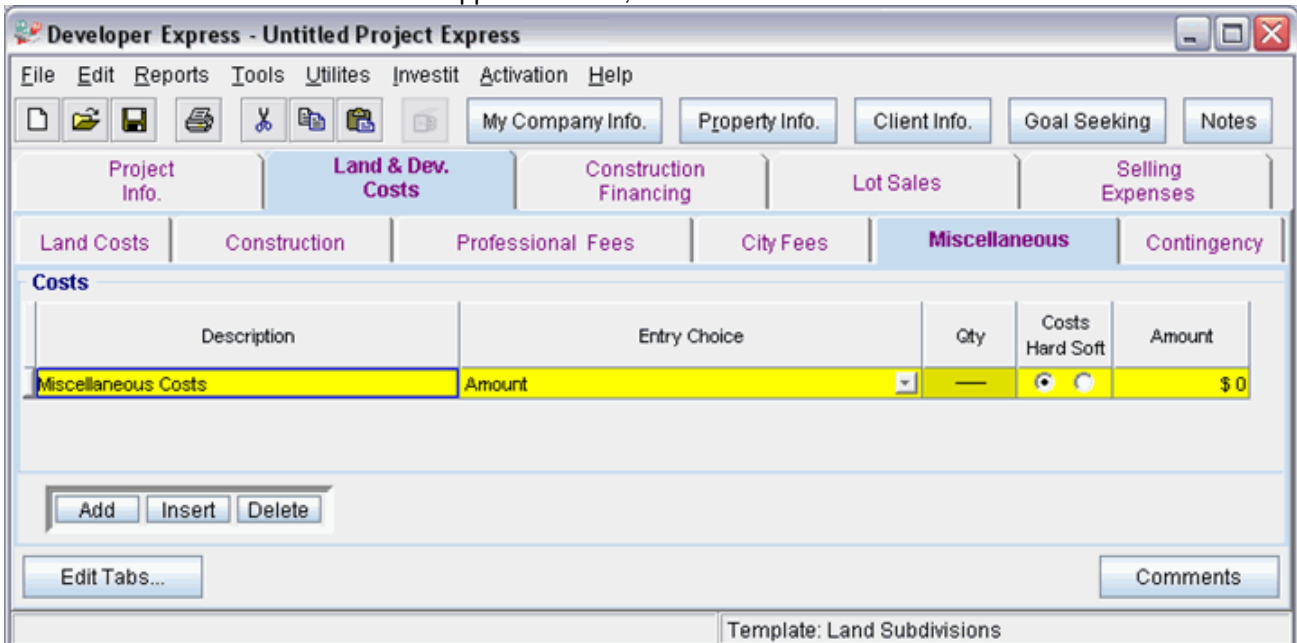 Developer Express - Untitled Project Express
File Edit Reports Tools Utilites Investit Activation Help
My Company Info. Property Info. Client Info. Goal Seeking Notes
Project Info. Land & Dev. Costs Construction Financing Lot Sales Selling Expenses
Land Costs Construction Professional Fees City Fees Miscellaneous Contingency
Costs
Description Entry Choice Qty Costs Hard Soft Amount
Miscellaneous Costs Amount — $ 0
Add Insert Delete
Edit Tabs... Comments
Template: Land Subdivisions